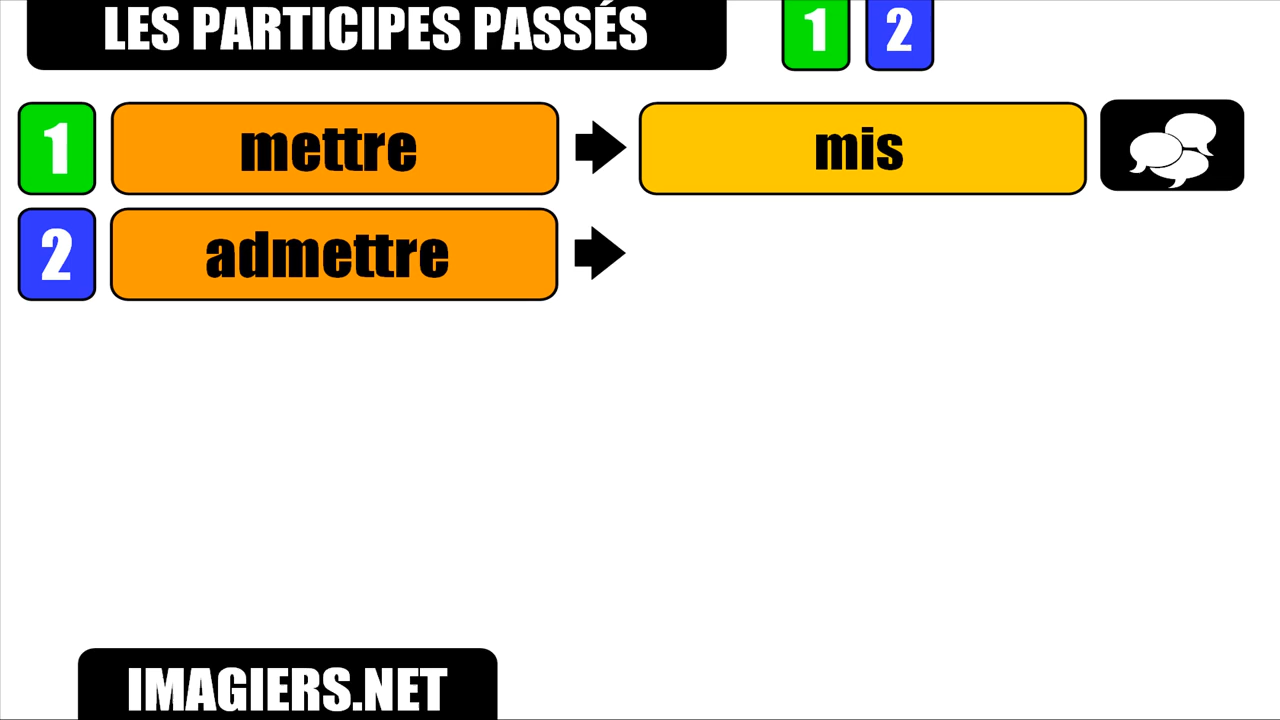 LES PARTICIPES PASSÉS 1 2
1 mettre mis
2 admettre
IMAGIERS.NET